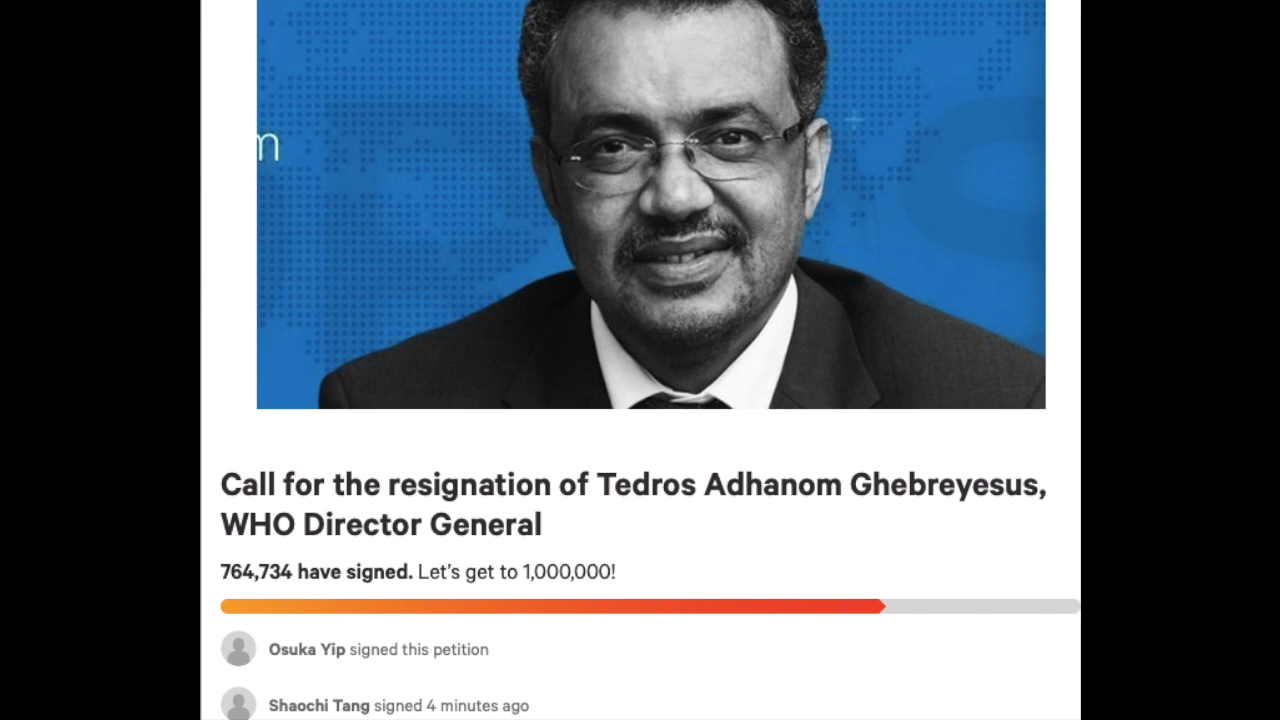 m
Call for the resignation of Tedros Adhanom Ghebreyesus,
WHO Director General
764,734 have signed. Let's get to 1,000,000!
Osuka Yip signed this petition
Shaochi Tang signed 4 minutes ago